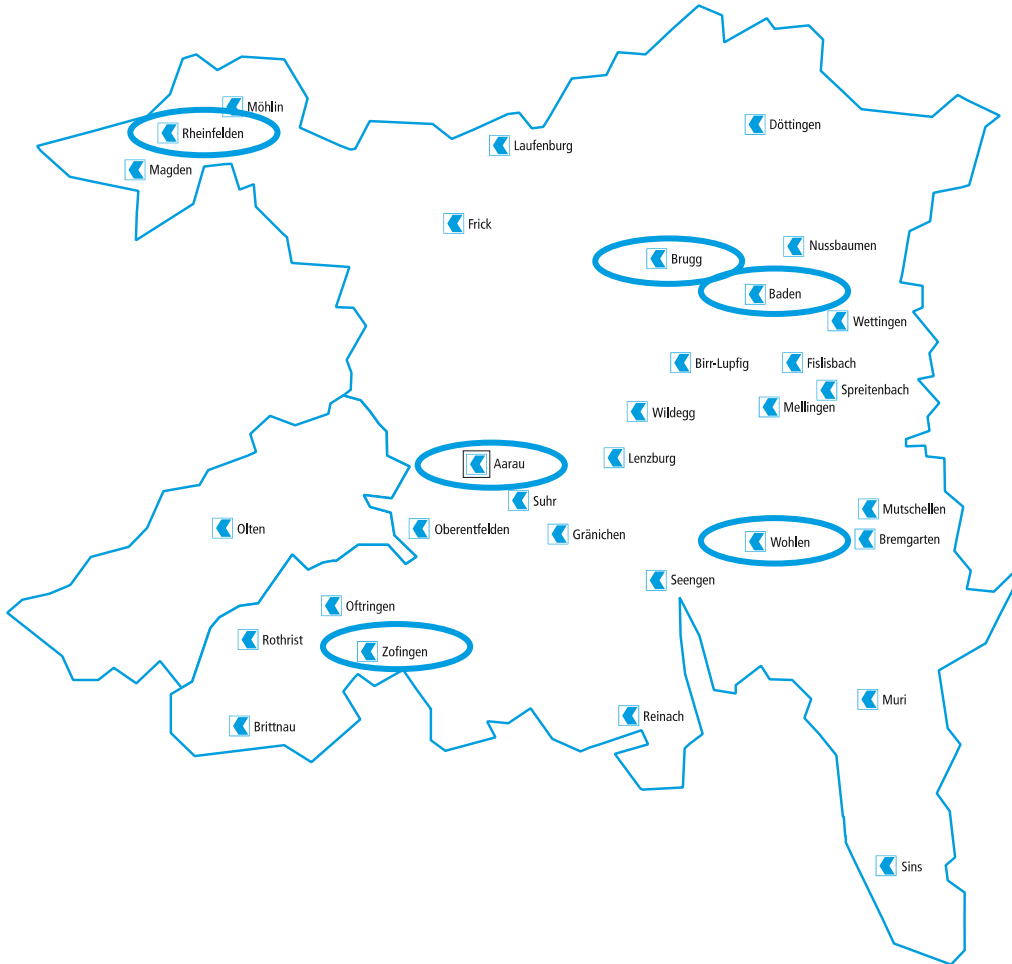 Möhlin
Rheinfelden
Döttingen
Laufenburg
Magden
Frick
Nussbaumen
Brugg
Baden
Wettingen
Birr-Lupfig
Fislisbach
Spreitenbach
Mellingen
Wildegg
Lenzburg
Aarau
Suhr
Mutschellen
Olten
Oberentfelden
Gränichen
Wohlen
Bremgarten
Seengen
Oftringen
Rothrist
Zofingen
Muri
Reinach
Brittnau
Sins